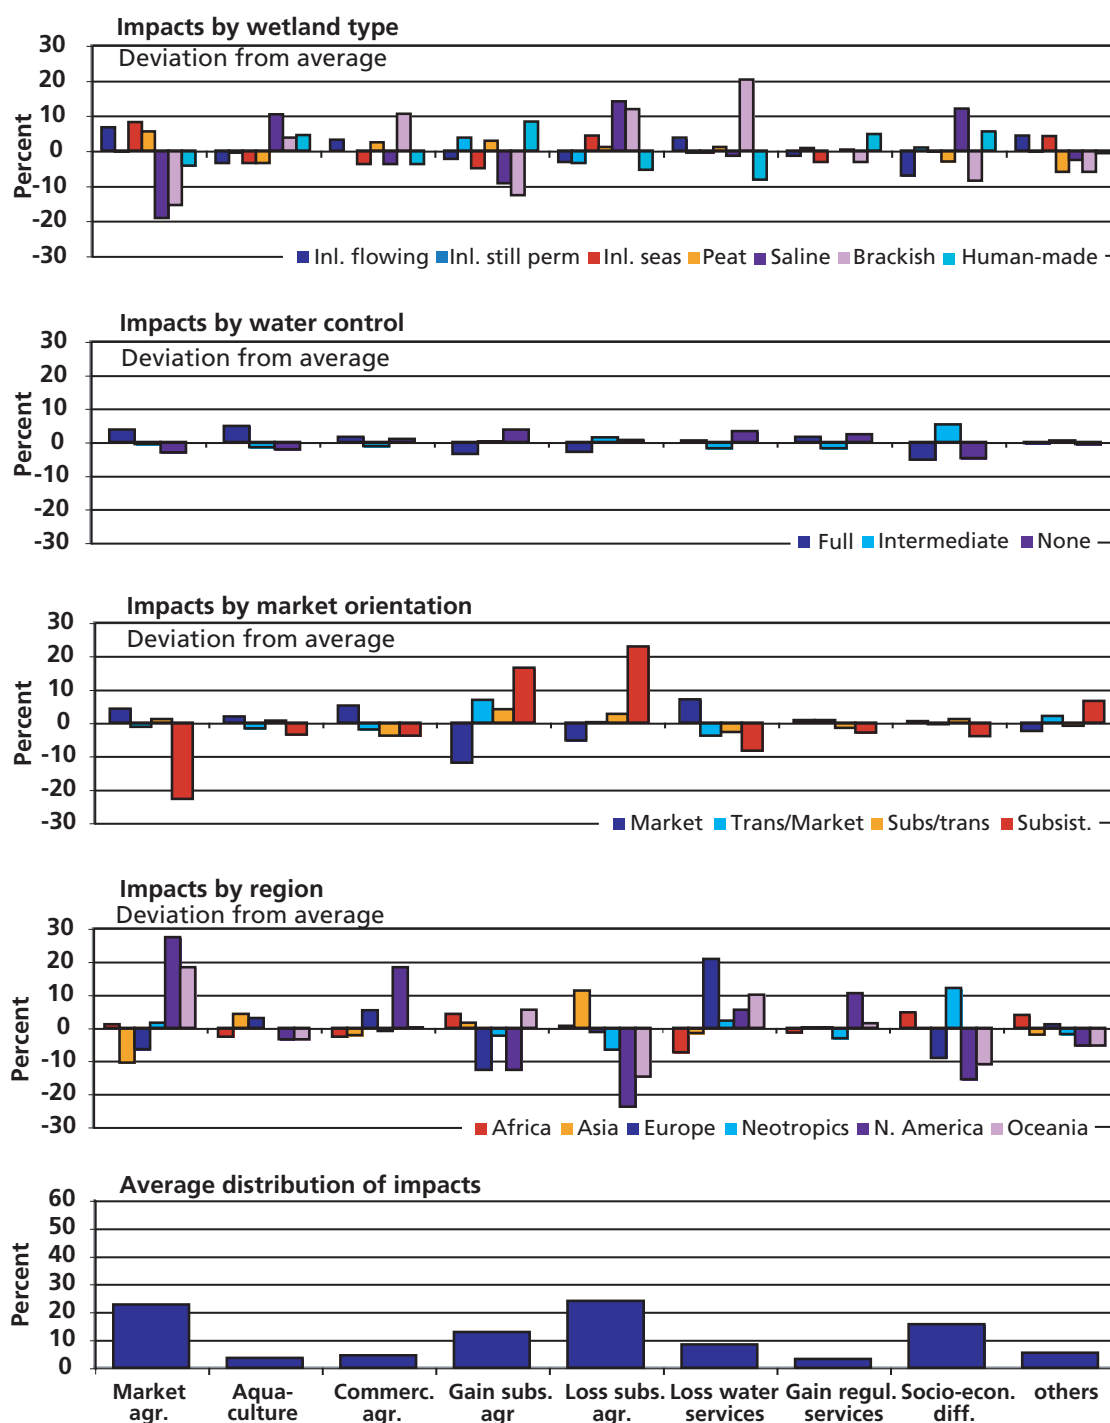 Impacts by wetland type
Deviation from average
30
20
10
0
-10
-20
-30
Percent
Inl. flowing Inl. still perm Inl. seas Peat Saline Brackish Human-made
Impacts by water control
Deviation from average
30
20
10
0
-10
-20
-30
Percent
Full Intermediate None
Impacts by market orientation
Deviation from average
30
20
10
0
-10
-20
-30
Percent
Market Trans/Market Subs/trans Subsist.
Impacts by region
Deviation from average
30
20
10
0
-10
-20
-30
Percent
Africa Asia Europe Neotropics N. America Oceania
Average distribution of impacts
60
50
40
30
20
10
0
Percent
Market Aqua- Commerc. Gain subs. Loss subs. Loss water Gain regul. Socio-econ. others
agr. culture agr. agr agr. services services diff.